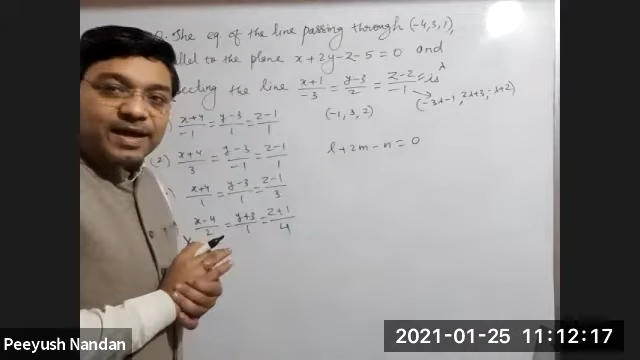 Q. The eq of the line passing through (-4,3,1),
allel to the plane x+2y-z-5=0 and
secting the line (x+1)/-3 = (y-3)/2 = (z-2)/-1 = is λ
(-3λ-1, 2λ+3, -λ+2)
) (x+4)/-1 = (y-3)/1 = (z-1)/1
(-1, 3, 2)
(2) (x+4)/3 = (y-3)/-1 = (z-1)/1
l+2m-n=0
) (x+4)/1 = (y-3)/1 = (z-1)/3
(x-4)/2 = (y+3)/1 = (z+1)/4
Peeyush Nandan
2021-01-25 11:12:17